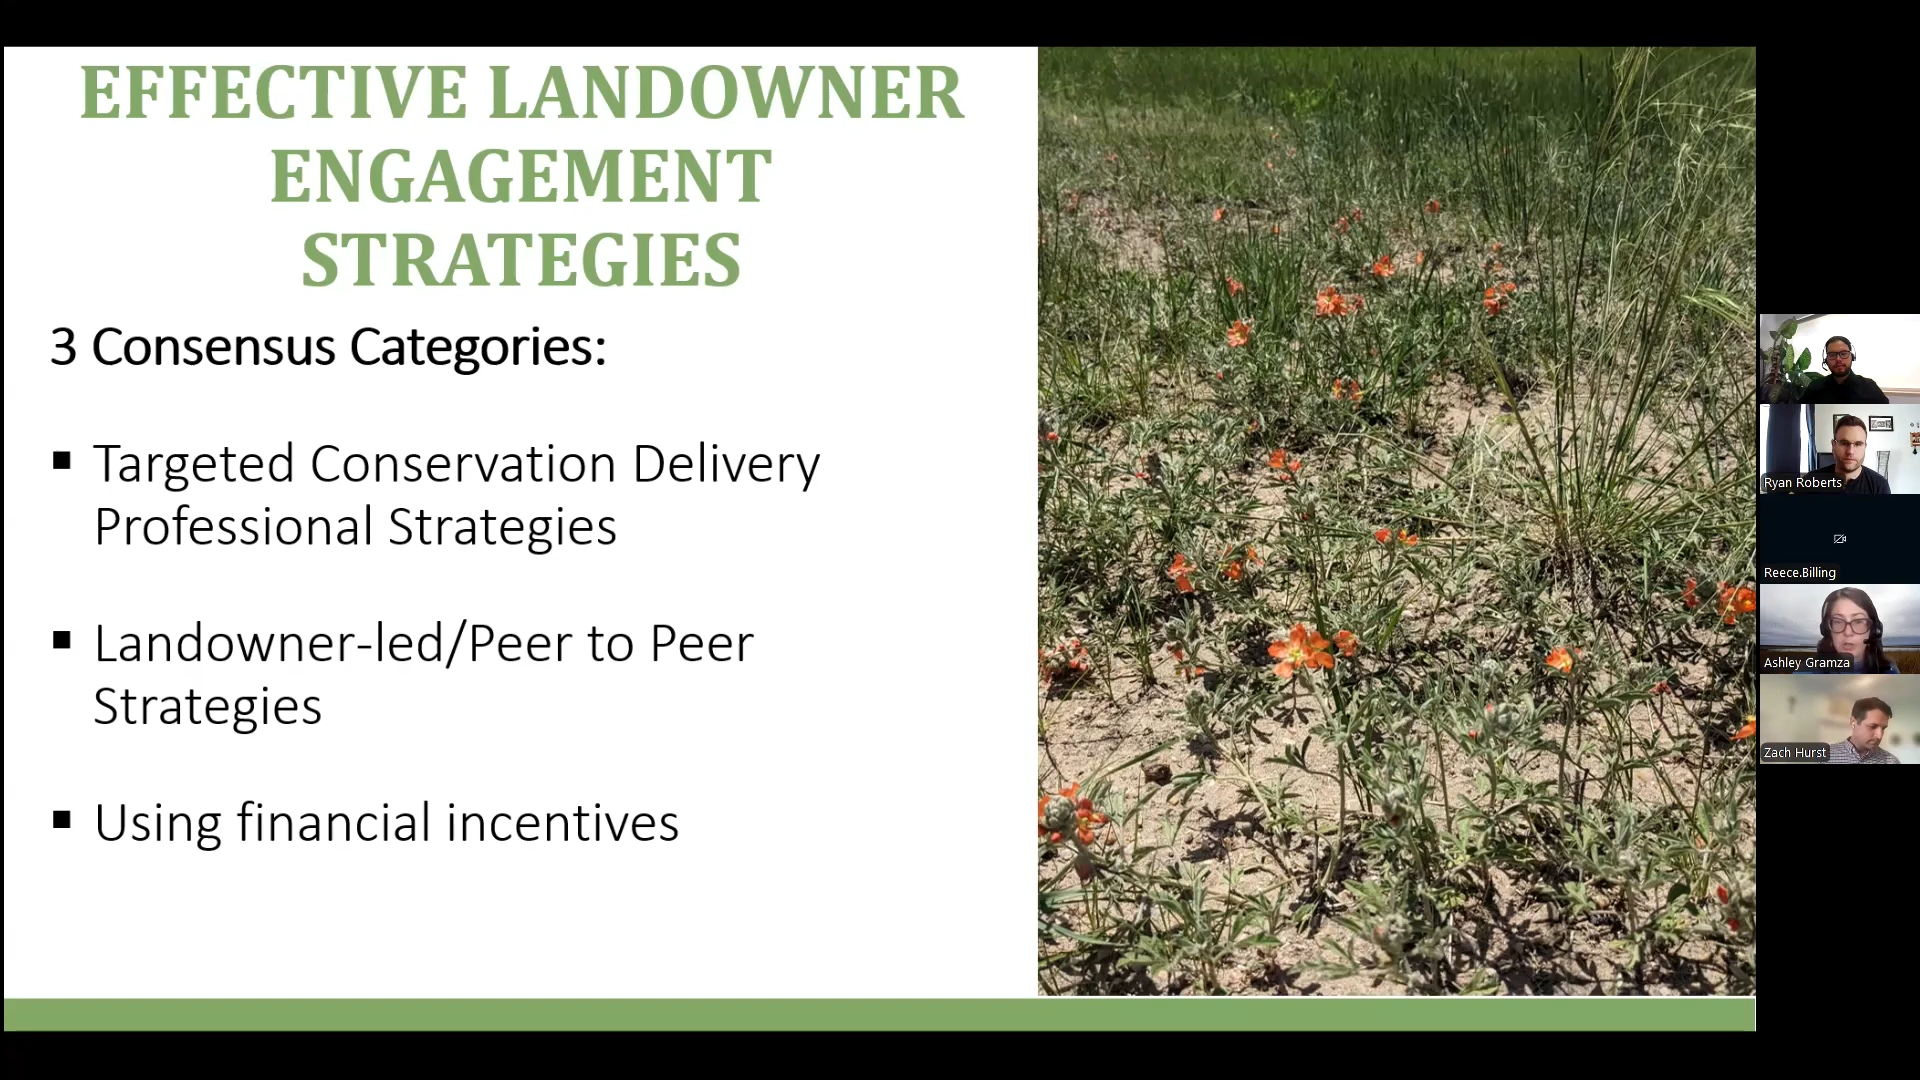 EFFECTIVE LANDOWNER
ENGAGEMENT
STRATEGIES
3 Consensus Categories:
▪ Targeted Conservation Delivery
Professional Strategies
▪ Landowner-led/Peer to Peer
Strategies
▪ Using financial incentives
Ryan Roberts
Reece.Billing
Ashley Gramza
Zach Hurst